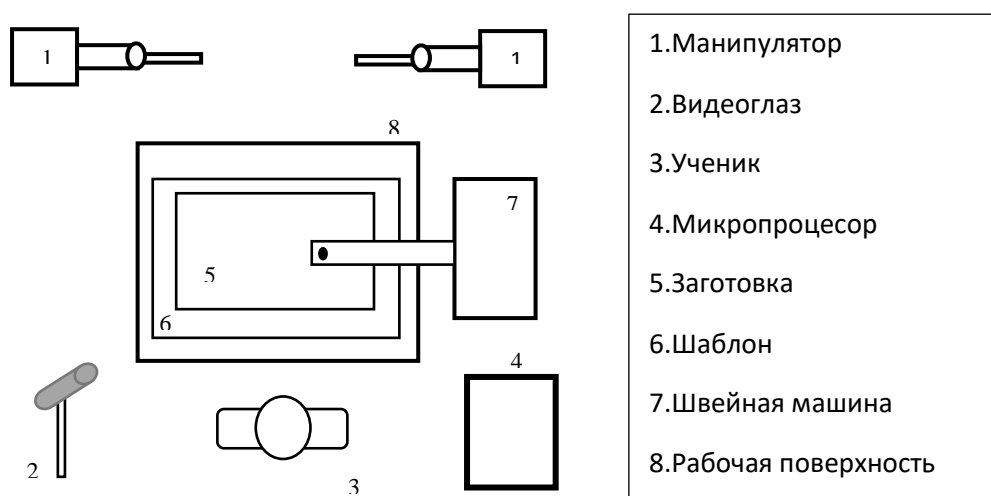 1
1
8
7
5
6
4
2
3
1.Манипулятор
2.Видеоглаз
3.Ученик
4.Микропроцесор
5.Заготовка
6.Шаблон
7.Швейная машина
8.Рабочая поверхность